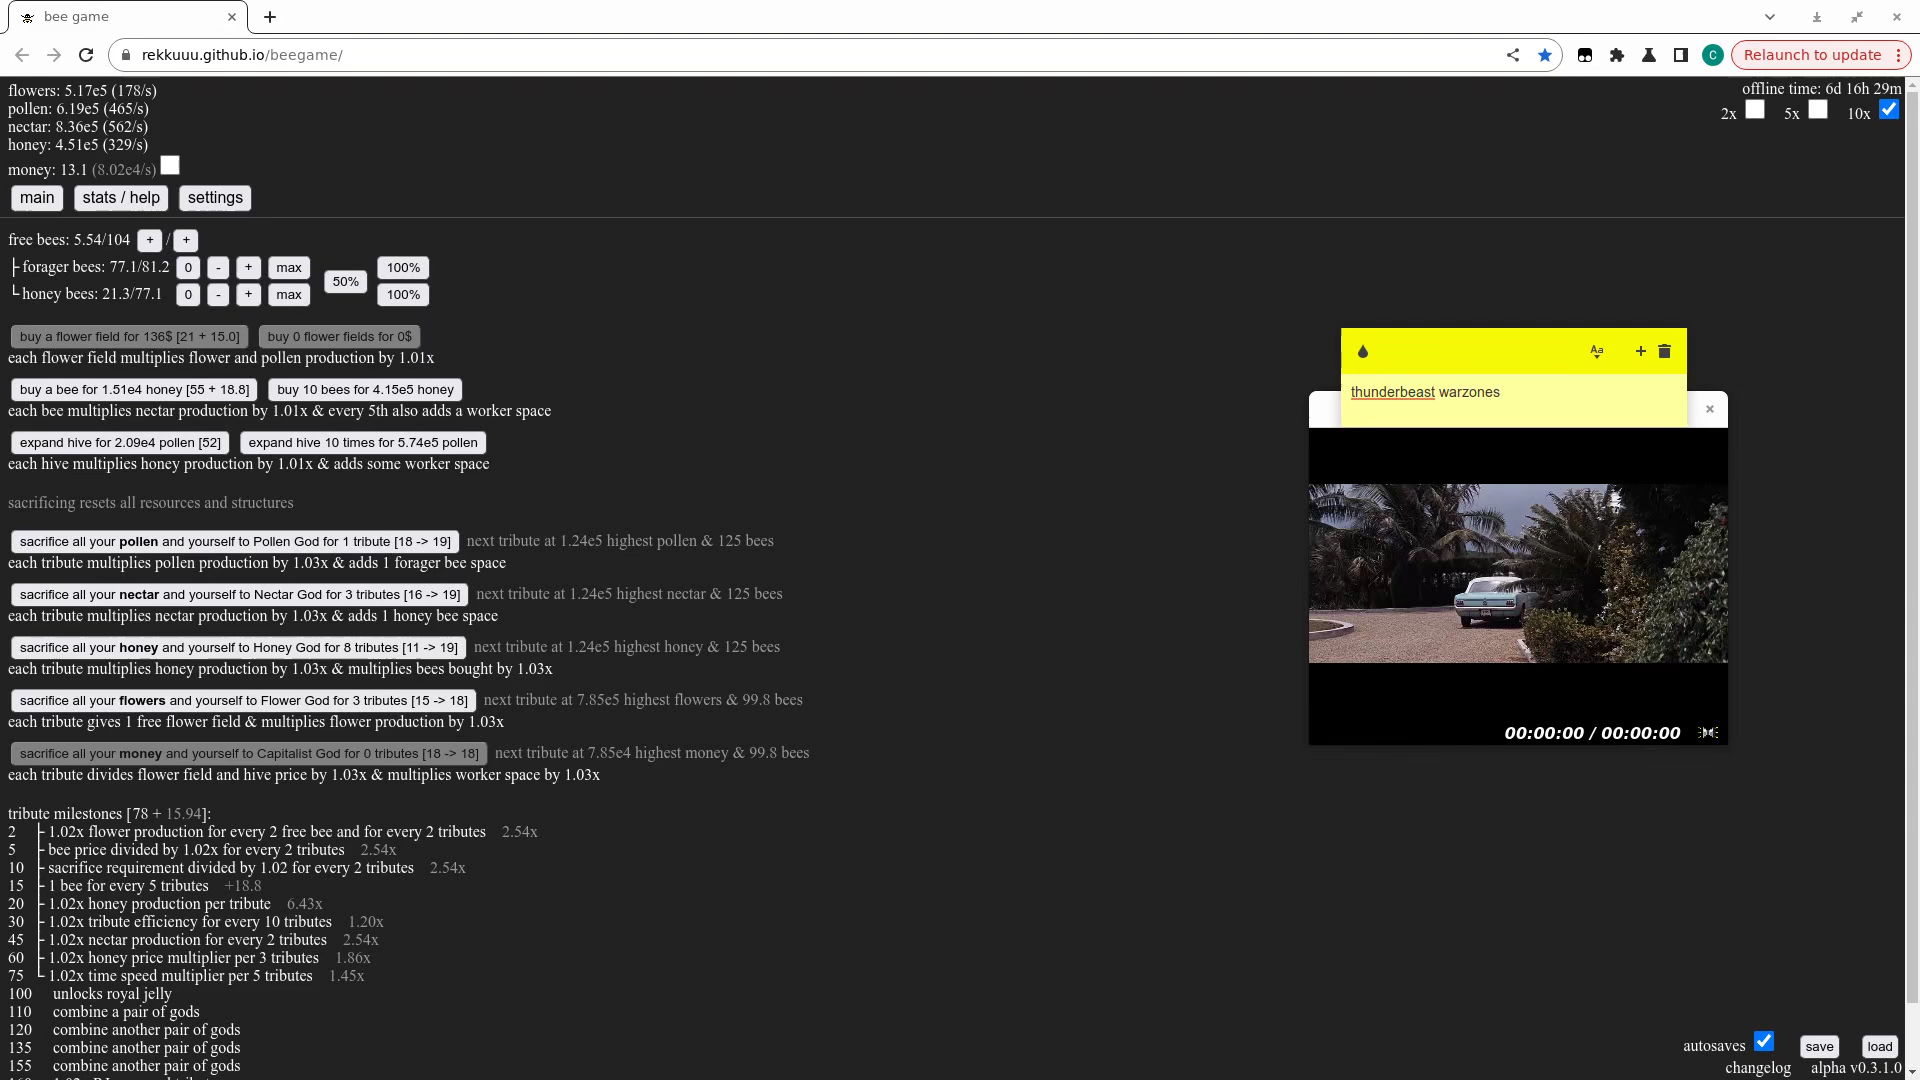 bee game
rekkuuu.github.io/beegame/
C
Relaunch to update
flowers: 5.17e5 (178/s)
pollen: 6.19e5 (465/s)
nectar: 8.36e5 (562/s)
honey: 4.51e5 (329/s)
money: 13.1 (8.02e4/s)
offline time: 6d 16h 29m
2x 5x 10x
main stats / help settings
free bees: 5.54/104 + / +
forager bees: 77.1/81.2 0 - + max 50% 100%
honey bees: 21.3/77.1 0 - + max 100%
buy a flower field for 136$ [21 + 15.0] buy 0 flower fields for 0$
each flower field multiplies flower and pollen production by 1.01x
buy a bee for 1.51e4 honey [55 + 18.8] buy 10 bees for 4.15e5 honey
each bee multiplies nectar production by 1.01x & every 5th also adds a worker space
expand hive for 2.09e4 pollen [52] expand hive 10 times for 5.74e5 pollen
each hive multiplies honey production by 1.01x & adds some worker space
sacrificing resets all resources and structures
sacrifice all your pollen and yourself to Pollen God for 1 tribute [18 -> 19] next tribute at 1.24e5 highest pollen & 125 bees
each tribute multiplies pollen production by 1.03x & adds 1 forager bee space
sacrifice all your nectar and yourself to Nectar God for 3 tributes [16 -> 19] next tribute at 1.24e5 highest nectar & 125 bees
each tribute multiplies nectar production by 1.03x & adds 1 honey bee space
sacrifice all your honey and yourself to Honey God for 8 tributes [11 -> 19] next tribute at 1.24e5 highest honey & 125 bees
each tribute multiplies honey production by 1.03x & multiplies bees bought by 1.03x
sacrifice all your flowers and yourself to Flower God for 3 tributes [15 -> 18] next tribute at 7.85e5 highest flowers & 99.8 bees
each tribute gives 1 free flower field & multiplies flower production by 1.03x
sacrifice all your money and yourself to Capitalist God for 0 tributes [18 -> 18] next tribute at 7.85e4 highest money & 99.8 bees
each tribute divides flower field and hive price by 1.03x & multiplies worker space by 1.03x
tribute milestones [78 + 15.94]:
2 1.02x flower production for every 2 free bee and for every 2 tributes 2.54x
5 bee price divided by 1.02x for every 2 tributes 2.54x
10 sacrifice requirement divided by 1.02 for every 2 tributes 2.54x
15 1 bee for every 5 tributes +18.8
20 1.02x honey production per tribute 6.43x
30 1.02x tribute efficiency for every 10 tributes 1.20x
45 1.02x nectar production for every 2 tributes 2.54x
60 1.02x honey price multiplier per 3 tributes 1.86x
75 1.02x time speed multiplier per 5 tributes 1.45x
100 unlocks royal jelly
110 combine a pair of gods
120 combine another pair of gods
135 combine another pair of gods
155 combine another pair of gods
Aa
thunderbeast warzones
00:00:00 / 00:00:00
autosaves save load
changelog alpha v0.3.1.0